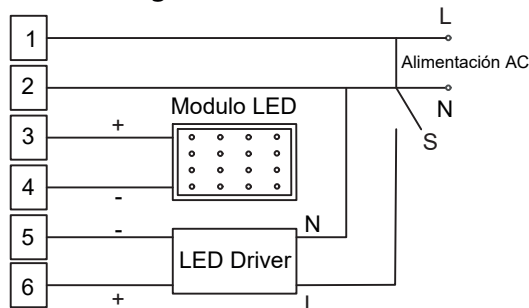 L
1
Alimentación AC
2
N
Modulo LED
3
+
S
4
-
5
-
N
LED Driver
6
+
L